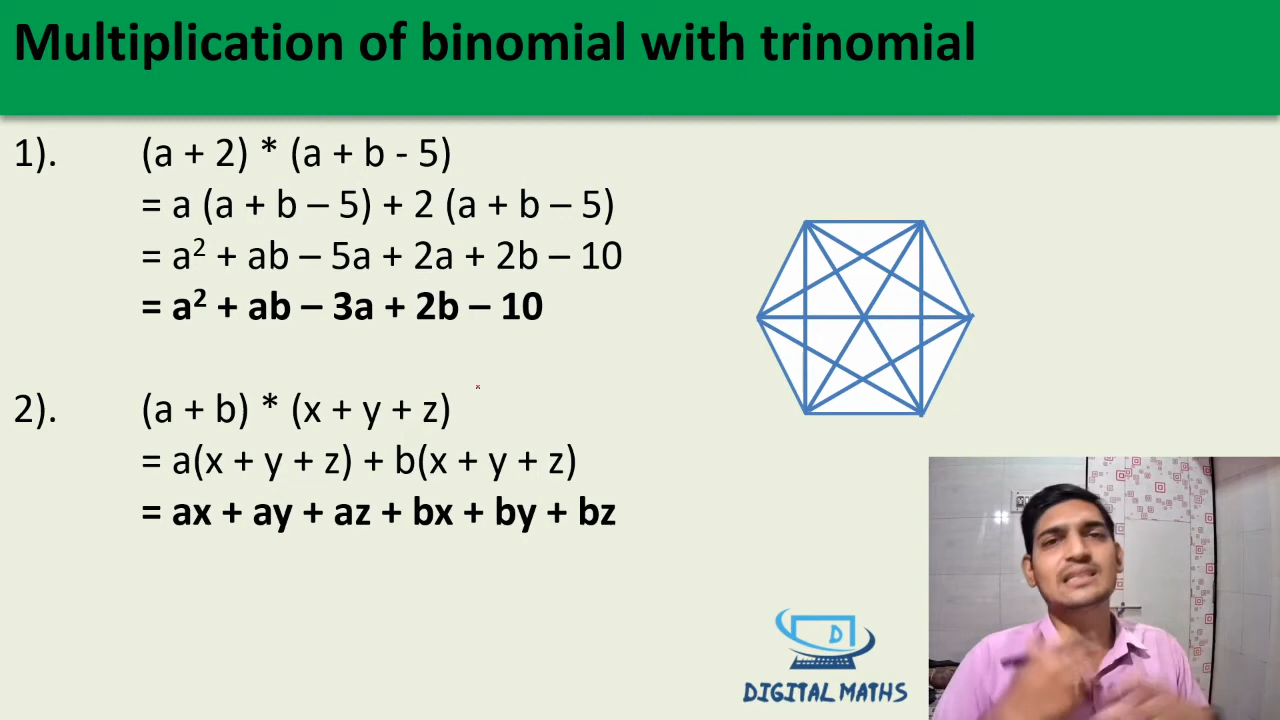 Multiplication of binomial with trinomial
1). (a + 2) * (a + b - 5)
= a (a + b – 5) + 2 (a + b – 5)
= a² + ab – 5a + 2a + 2b – 10
= a² + ab – 3a + 2b – 10
2). (a + b) * (x + y + z)
= a(x + y + z) + b(x + y + z)
= ax + ay + az + bx + by + bz
D
DIGITAL MATHS